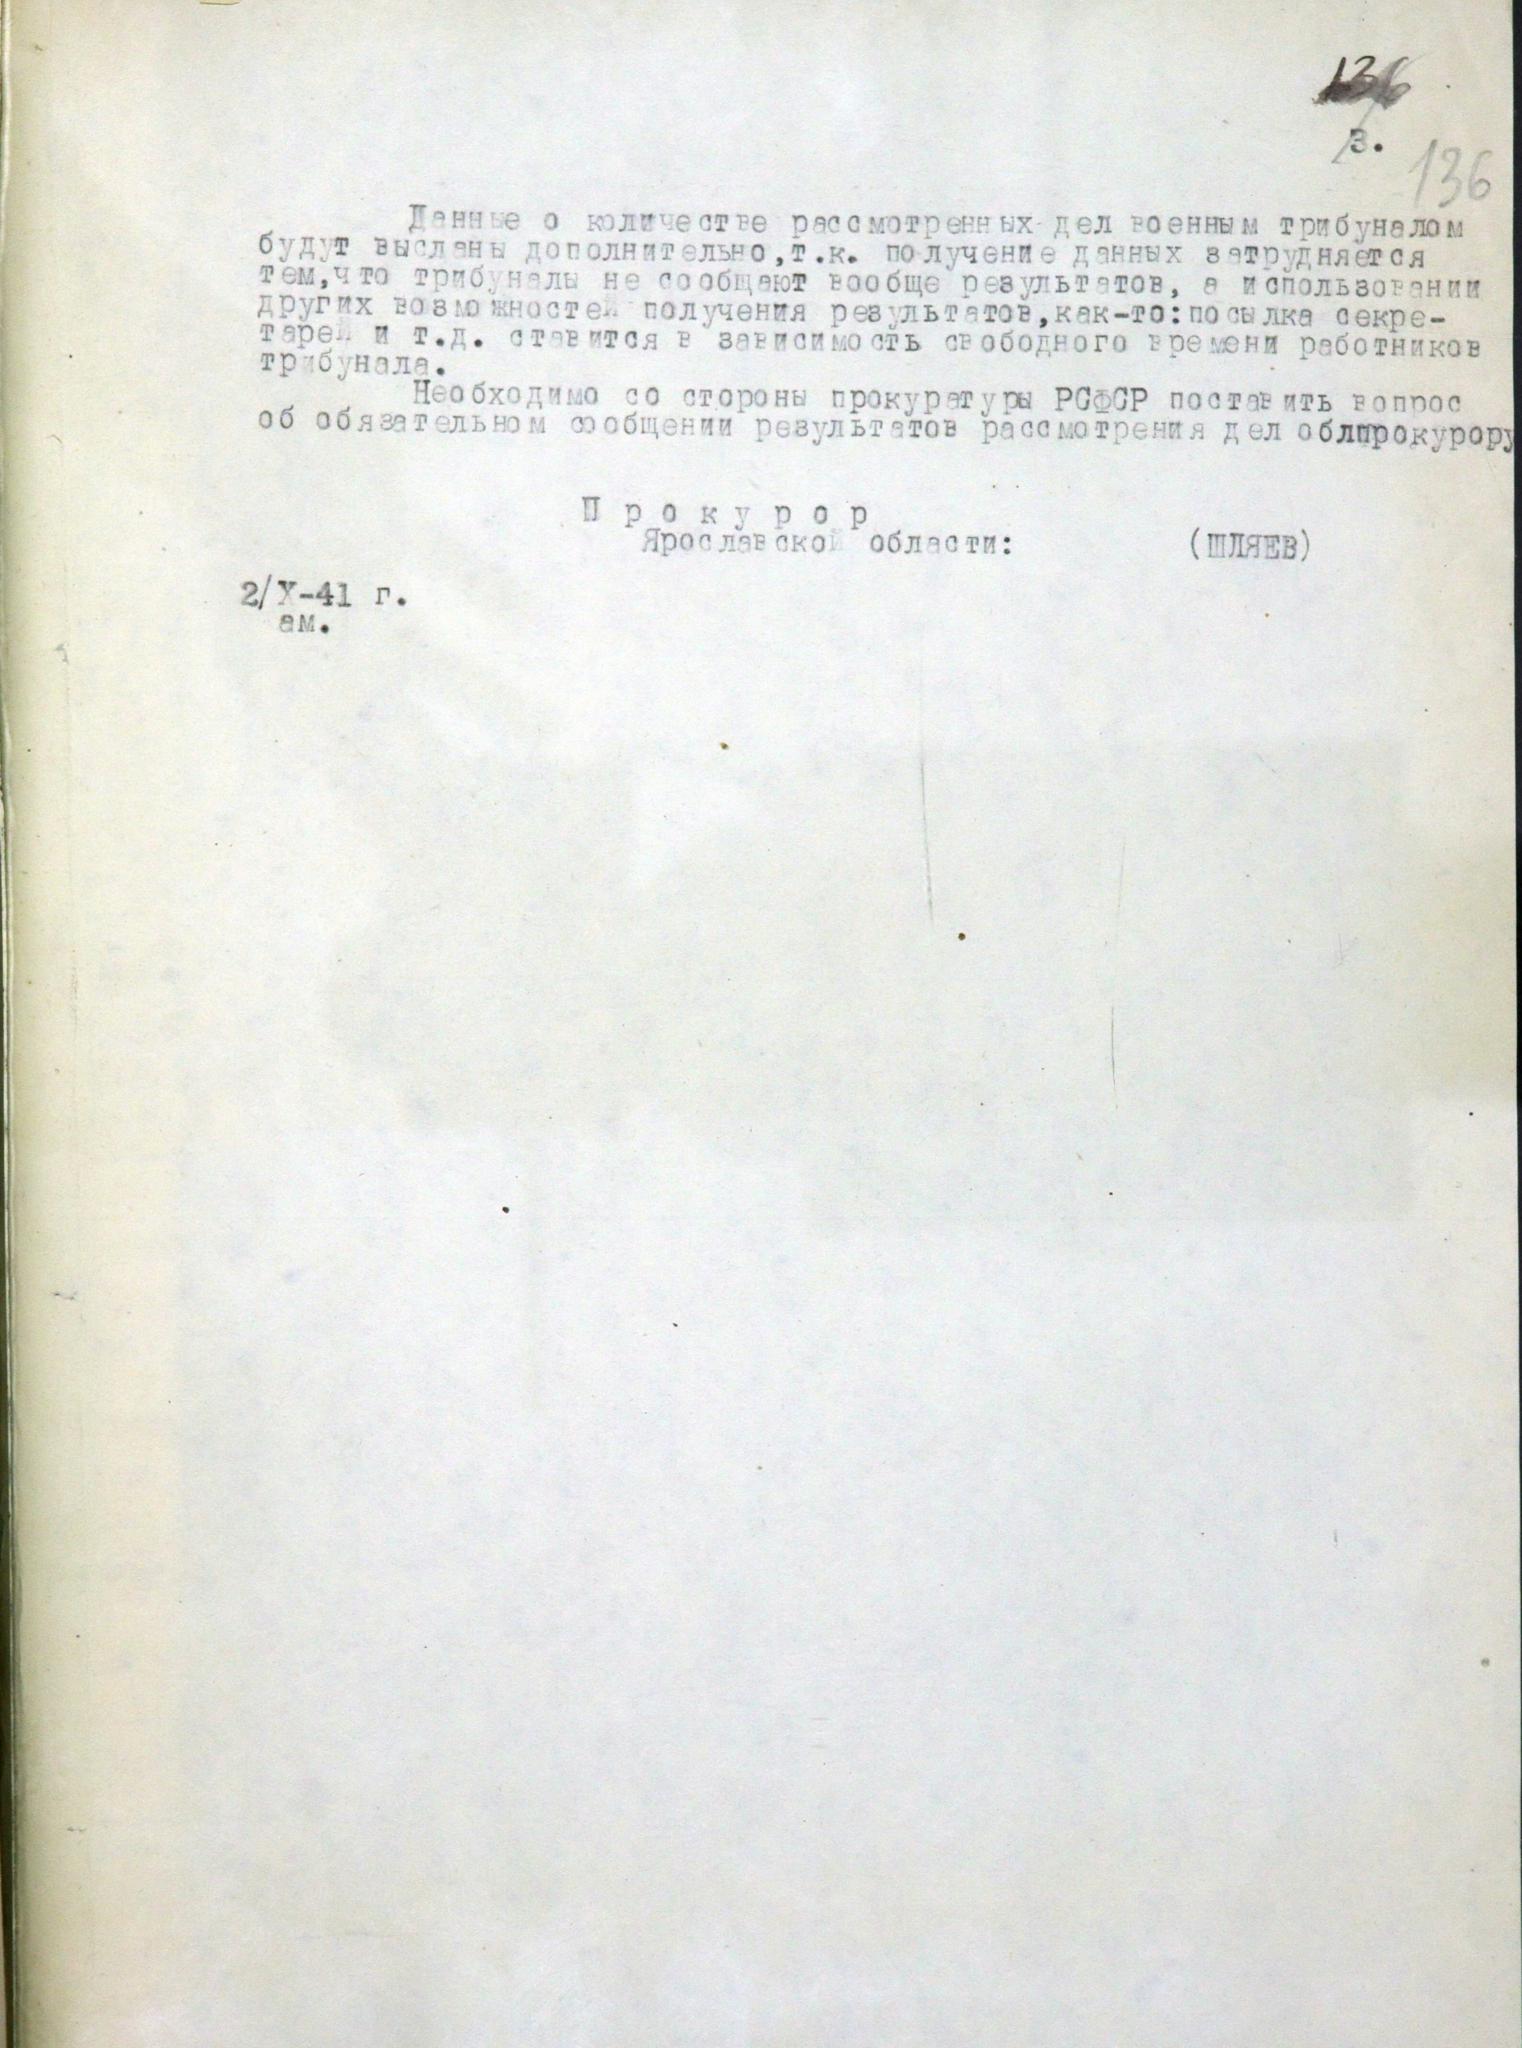 136
3.
136
Данные о количестве рассмотренных дел военным трибуналом
будут высланы дополнительно,т.к. получение данных затрудняется
тем,что трибуналы не сообщают вообще результатов, а использовании
других возможностей получения результатов,как-то:посылка секре-
тарей и т.д. ставится в зависимость свободного времени работников
трибунала.
Необходимо со стороны прокуратуры РСФСР поставить вопрос
об обязательном сообщении результатов рассмотрения дел облпрокурору
П р о к у р о р
Ярославской области: (ШЛЯЕВ)
2/X-41 г.
ам.